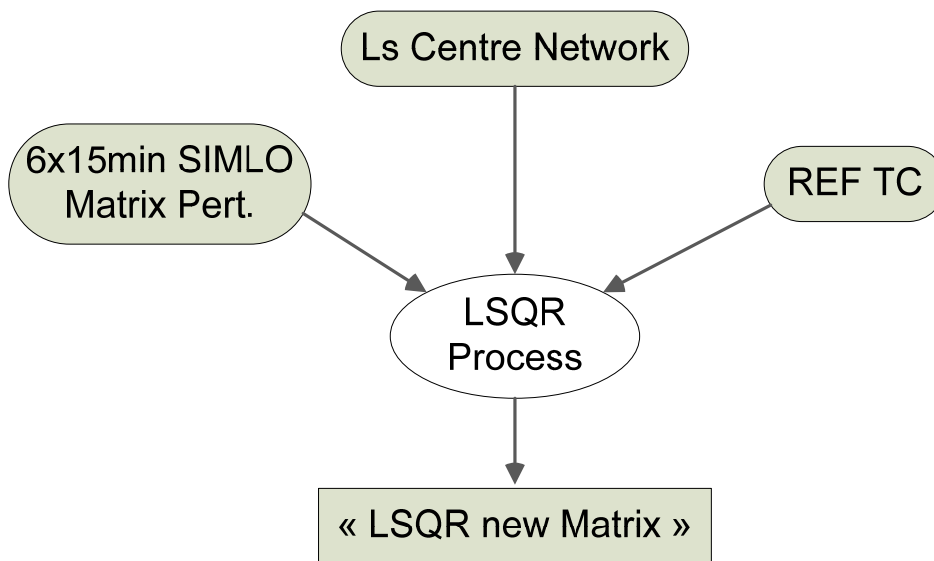 Ls Centre Network
6x15min SIMLO
Matrix Pert.
REF TC
LSQR
Process
« LSQR new Matrix »